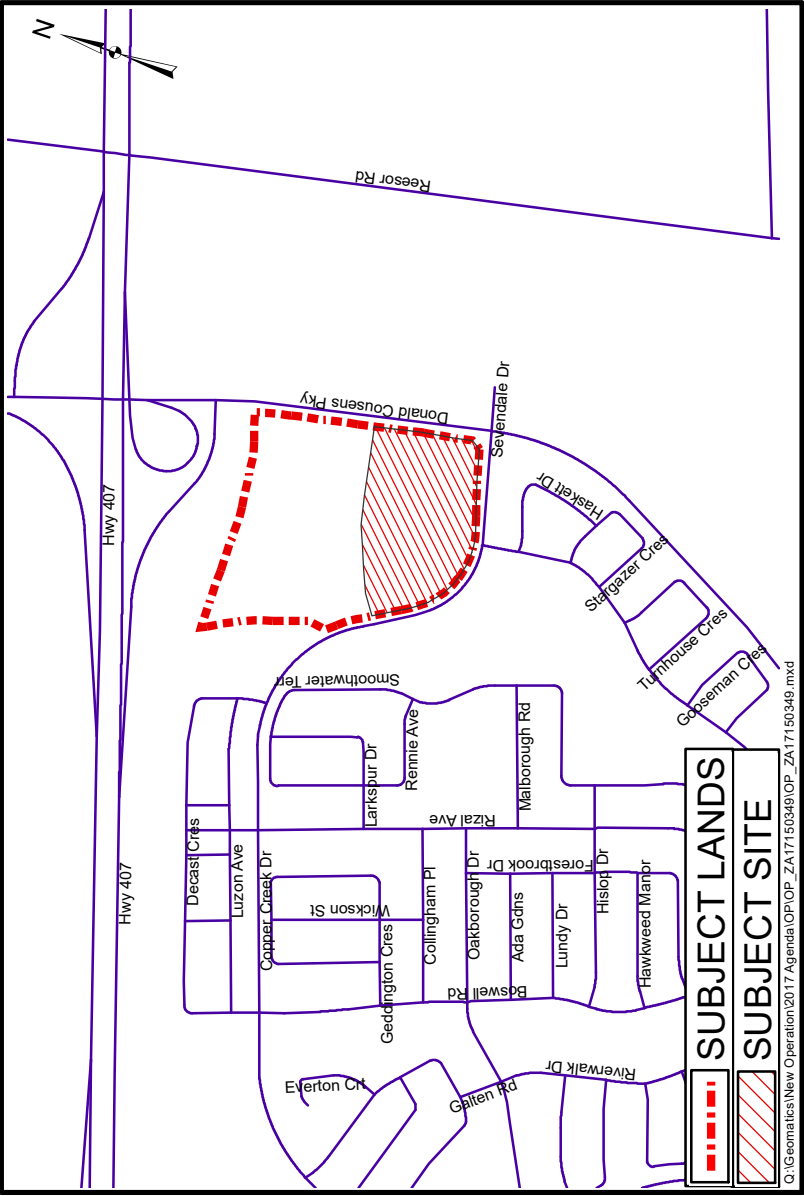 N
Reesor Rd
Hwy 407
Donald Cousens Pky
Sevendale Dr
Haskett Dr
Stargazer Cres
Turnhouse Cres
Gooseman Cres
Smoothwater Terr
Larkspur Dr
Rennie Ave
Malborough Rd
Rizal Ave
Decast Cres
Luzon Ave
Copper Creek Dr
Wickson St
Geddington Cres
Collingham Pl
Oakborough Dr
Forestbrook Dr
Ada Gdns
Lundy Dr
Hislop Dr
Hawkweed Manor
Hwy 407
Boswell Rd
Everton Crt
Galten Rd
Riverwalk Dr
SUBJECT LANDS
SUBJECT SITE
Q:\Geomatics\New Operation\2017 Agenda\OP\OP_ZA17150349\OP_ZA17150349.mxd